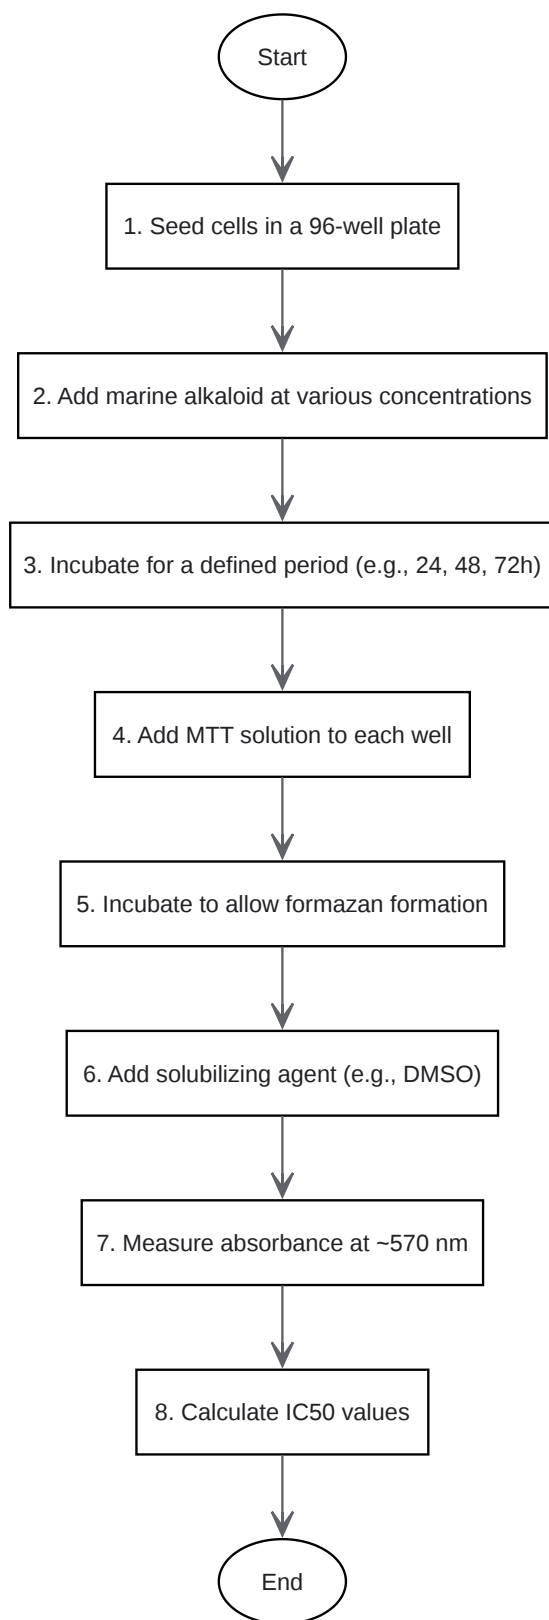 Start
1. Seed cells in a 96-well plate
2. Add marine alkaloid at various concentrations
3. Incubate for a defined period (e.g., 24, 48, 72h)
4. Add MTT solution to each well
5. Incubate to allow formazan formation
6. Add solubilizing agent (e.g., DMSO)
7. Measure absorbance at ~570 nm
8. Calculate IC50 values
End